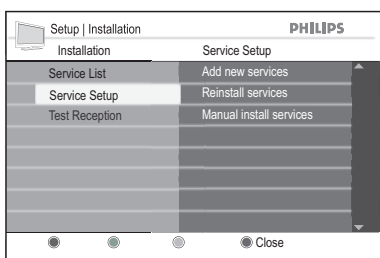 Setup | Installation
PHILIPS
Installation
Service Setup
Service List
Add new services
Service Setup
Reinstall services
Test Reception
Manual install services
Close